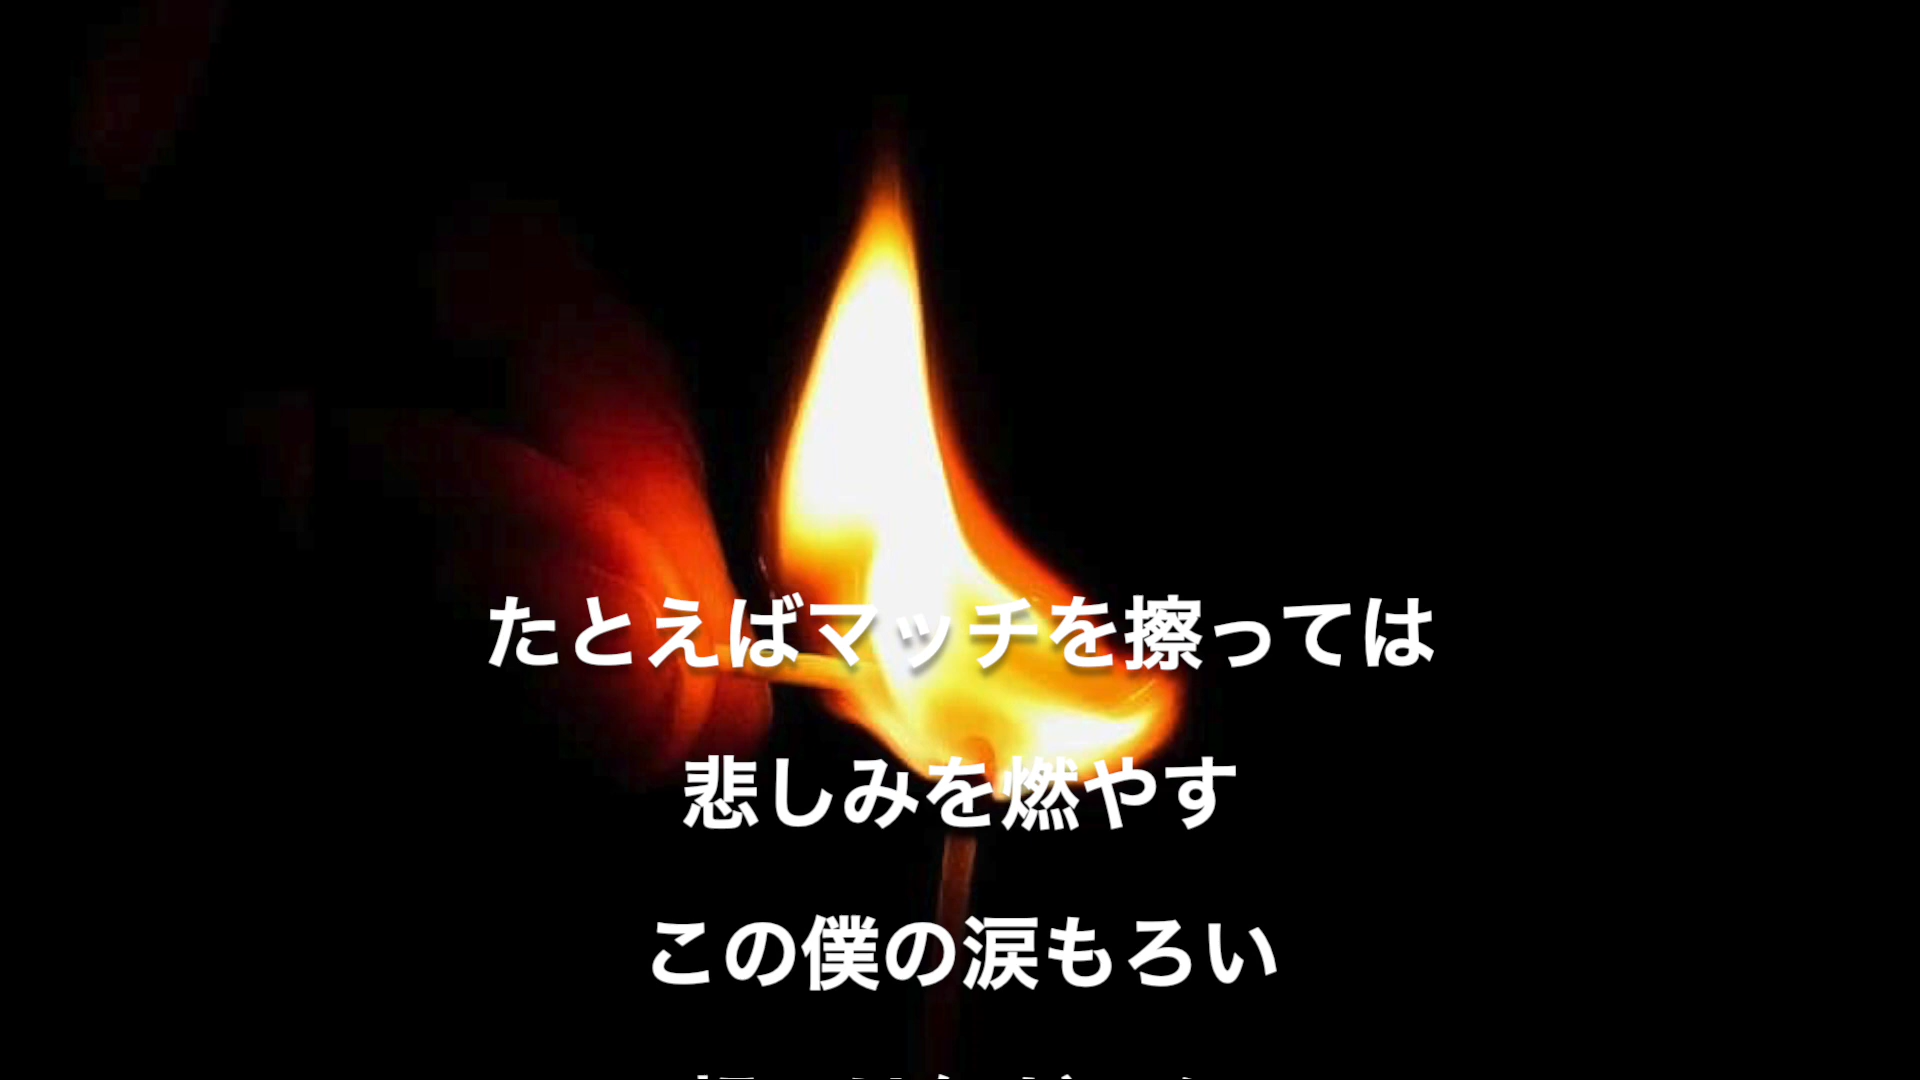 たとえばマッチを擦っては
悲しみを燃やす
この僕の涙もろい